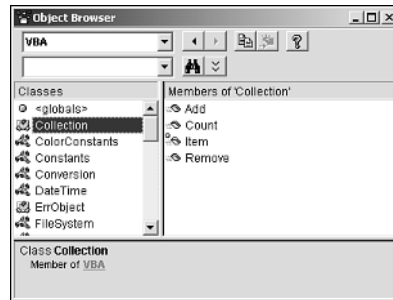 Object Browser
VBA
Classes
<globals>
Collection
ColorConstants
Constants
Conversion
DateTime
ErrObject
FileSystem
Members of 'Collection'
Add
Count
Item
Remove
Class Collection
Member of VBA